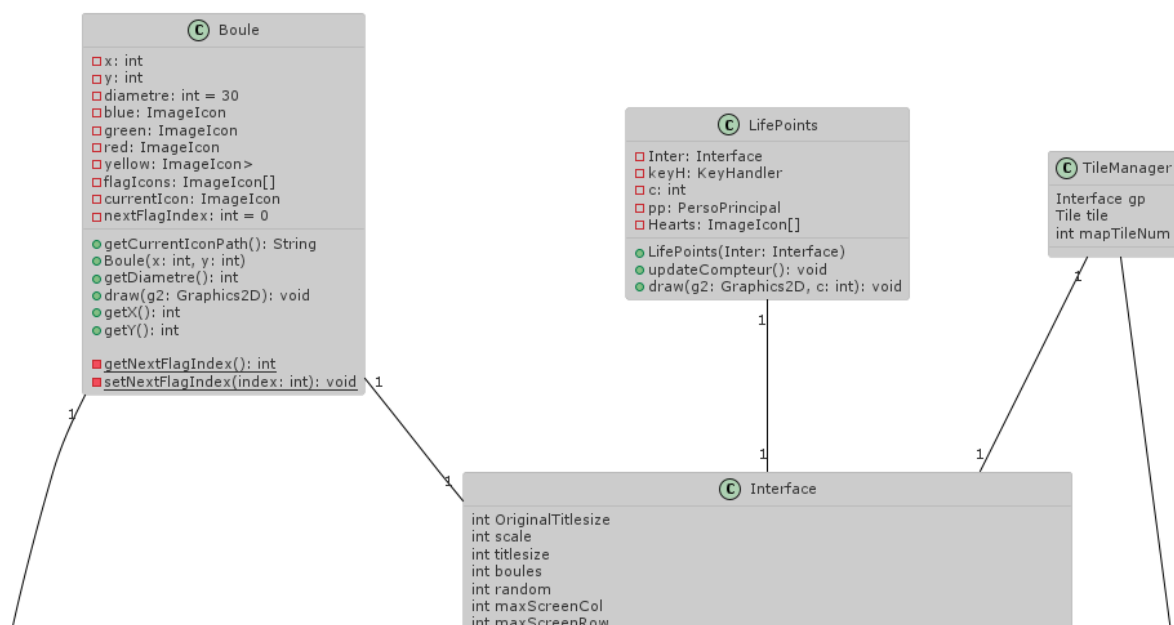 C Boule
x: int
y: int
diametre: int = 30
blue: ImageIcon
green: ImageIcon
red: ImageIcon
yellow: ImageIcon>
flagIcons: ImageIcon[]
currentIcon: ImageIcon
nextFlagIndex: int = 0
getCurrentIconPath(): String
Boule(x: int, y: int)
getDiametre(): int
draw(g2: Graphics2D): void
getX(): int
getY(): int
getNextFlagIndex(): int
setNextFlagIndex(index: int): void
1
1
C LifePoints
Inter: Interface
keyH: KeyHandler
c: int
pp: PersoPrincipal
Hearts: ImageIcon[]
LifePoints(Inter: Interface)
updateCompteur(): void
draw(g2: Graphics2D, c: int): void
1
C TileManager
Interface gp
Tile tile
int mapTileNum
1
1
1
1
C Interface
int OriginalTitlesize
int scale
int titlesize
int boules
int random
int maxScreenCol
int maxScreenRow